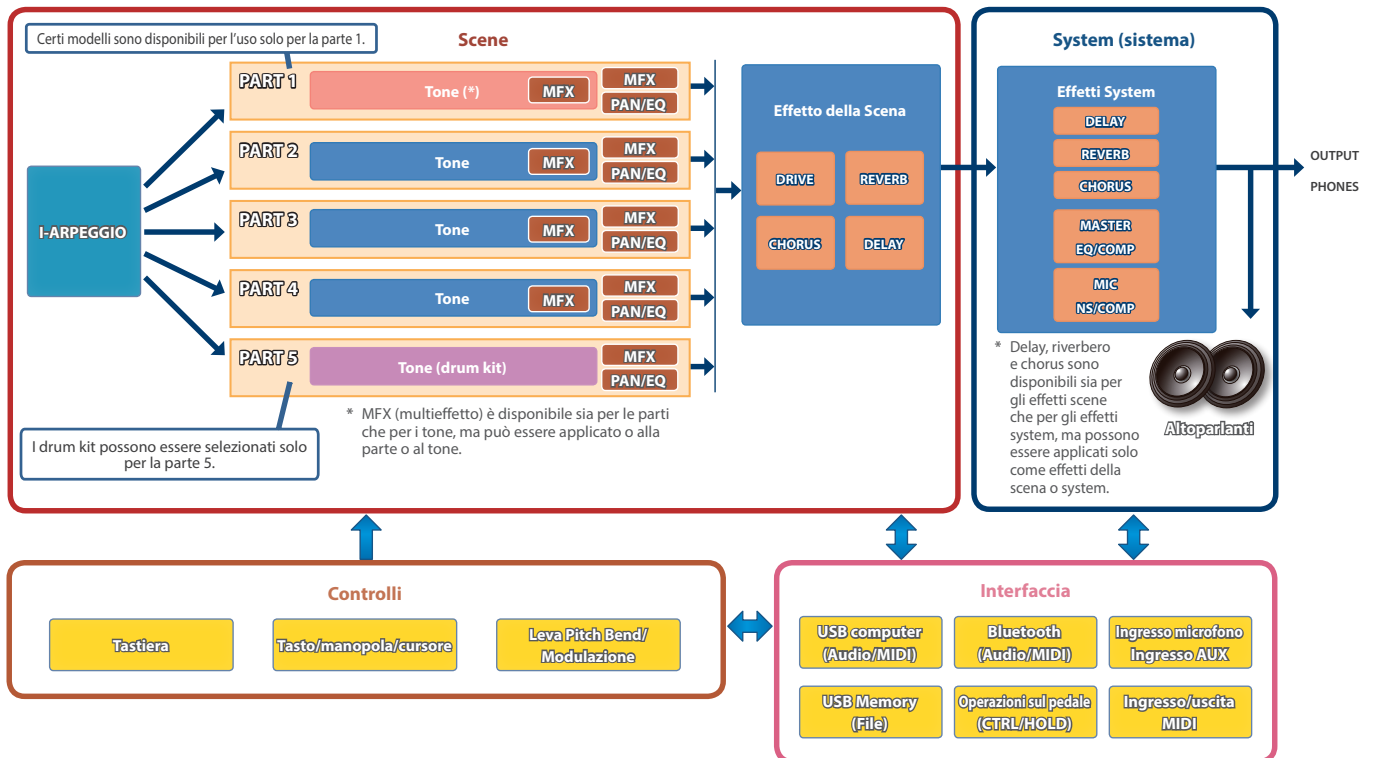 Certi modelli sono disponibili per l'uso solo per la parte 1.
Scene
PART 1
Tone (*)
MFX
MFX
PAN/EQ
PART 2
Tone
MFX
MFX
PAN/EQ
PART 3
Tone
MFX
MFX
PAN/EQ
PART 4
Tone
MFX
MFX
PAN/EQ
PART 5
Tone (drum kit)
MFX
PAN/EQ
I-ARPEGGIO
I drum kit possono essere selezionati solo
per la parte 5.
* MFX (multieffetto) è disponibile sia per le parti
che per i tone, ma può essere applicato o alla
parte o al tone.
Effetto della Scena
DRIVE
REVERB
CHORUS
DELAY
System (sistema)
Effetti System
DELAY
REVERB
CHORUS
MASTER
EQ/COMP
MIC
NS/COMP
OUTPUT
PHONES
* Delay, riverbero
e chorus sono
disponibili sia per
gli effetti scene
che per gli effetti
system, ma possono
essere applicati solo
come effetti della
scena o system.
Altoparlanti
Controlli
Tastiera
Tasto/manopola/cursore
Leva Pitch Bend/
Modulazione
Interfaccia
USB computer
(Audio/MIDI)
Bluetooth
(Audio/MIDI)
Ingresso microfono
Ingresso AUX
USB Memory
(File)
Operazioni sul pedale
(CTRL/HOLD)
Ingresso/uscita
MIDI